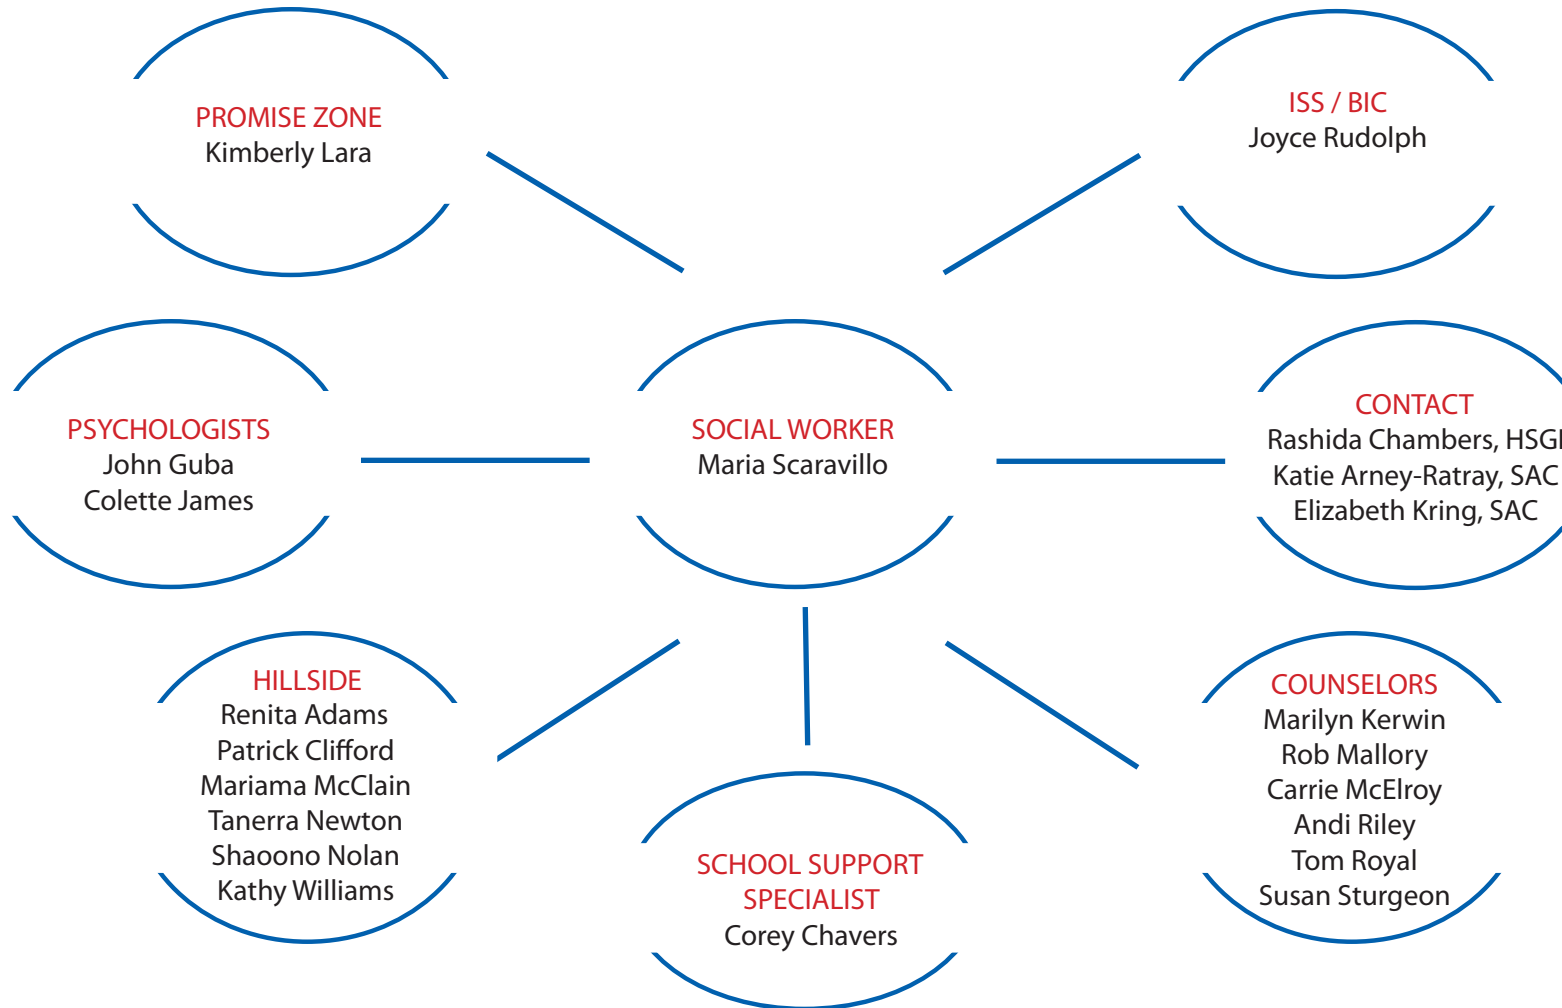 PROMISE ZONE
Kimberly Lara
ISS / BIC
Joyce Rudolph
PSYCHOLOGISTS
John Guba
Colette James
SOCIAL WORKER
Maria Scaravillo
CONTACT
Rashida Chambers,
Katie Arney-Ratray, SAC
Elizabeth Kring, SAC
HILLSIDE
Renita Adams
Patrick Clifford
Mariama McClain
Tanerra Newton
Shaoono Nolan
Kathy Williams
SCHOOL SUPPORT
SPECIALIST
Corey Chavers
COUNSELORS
Marilyn Kerwin
Rob Mallory
Carrie McElroy
Andi Riley
Tom Royal
Susan Sturgeon